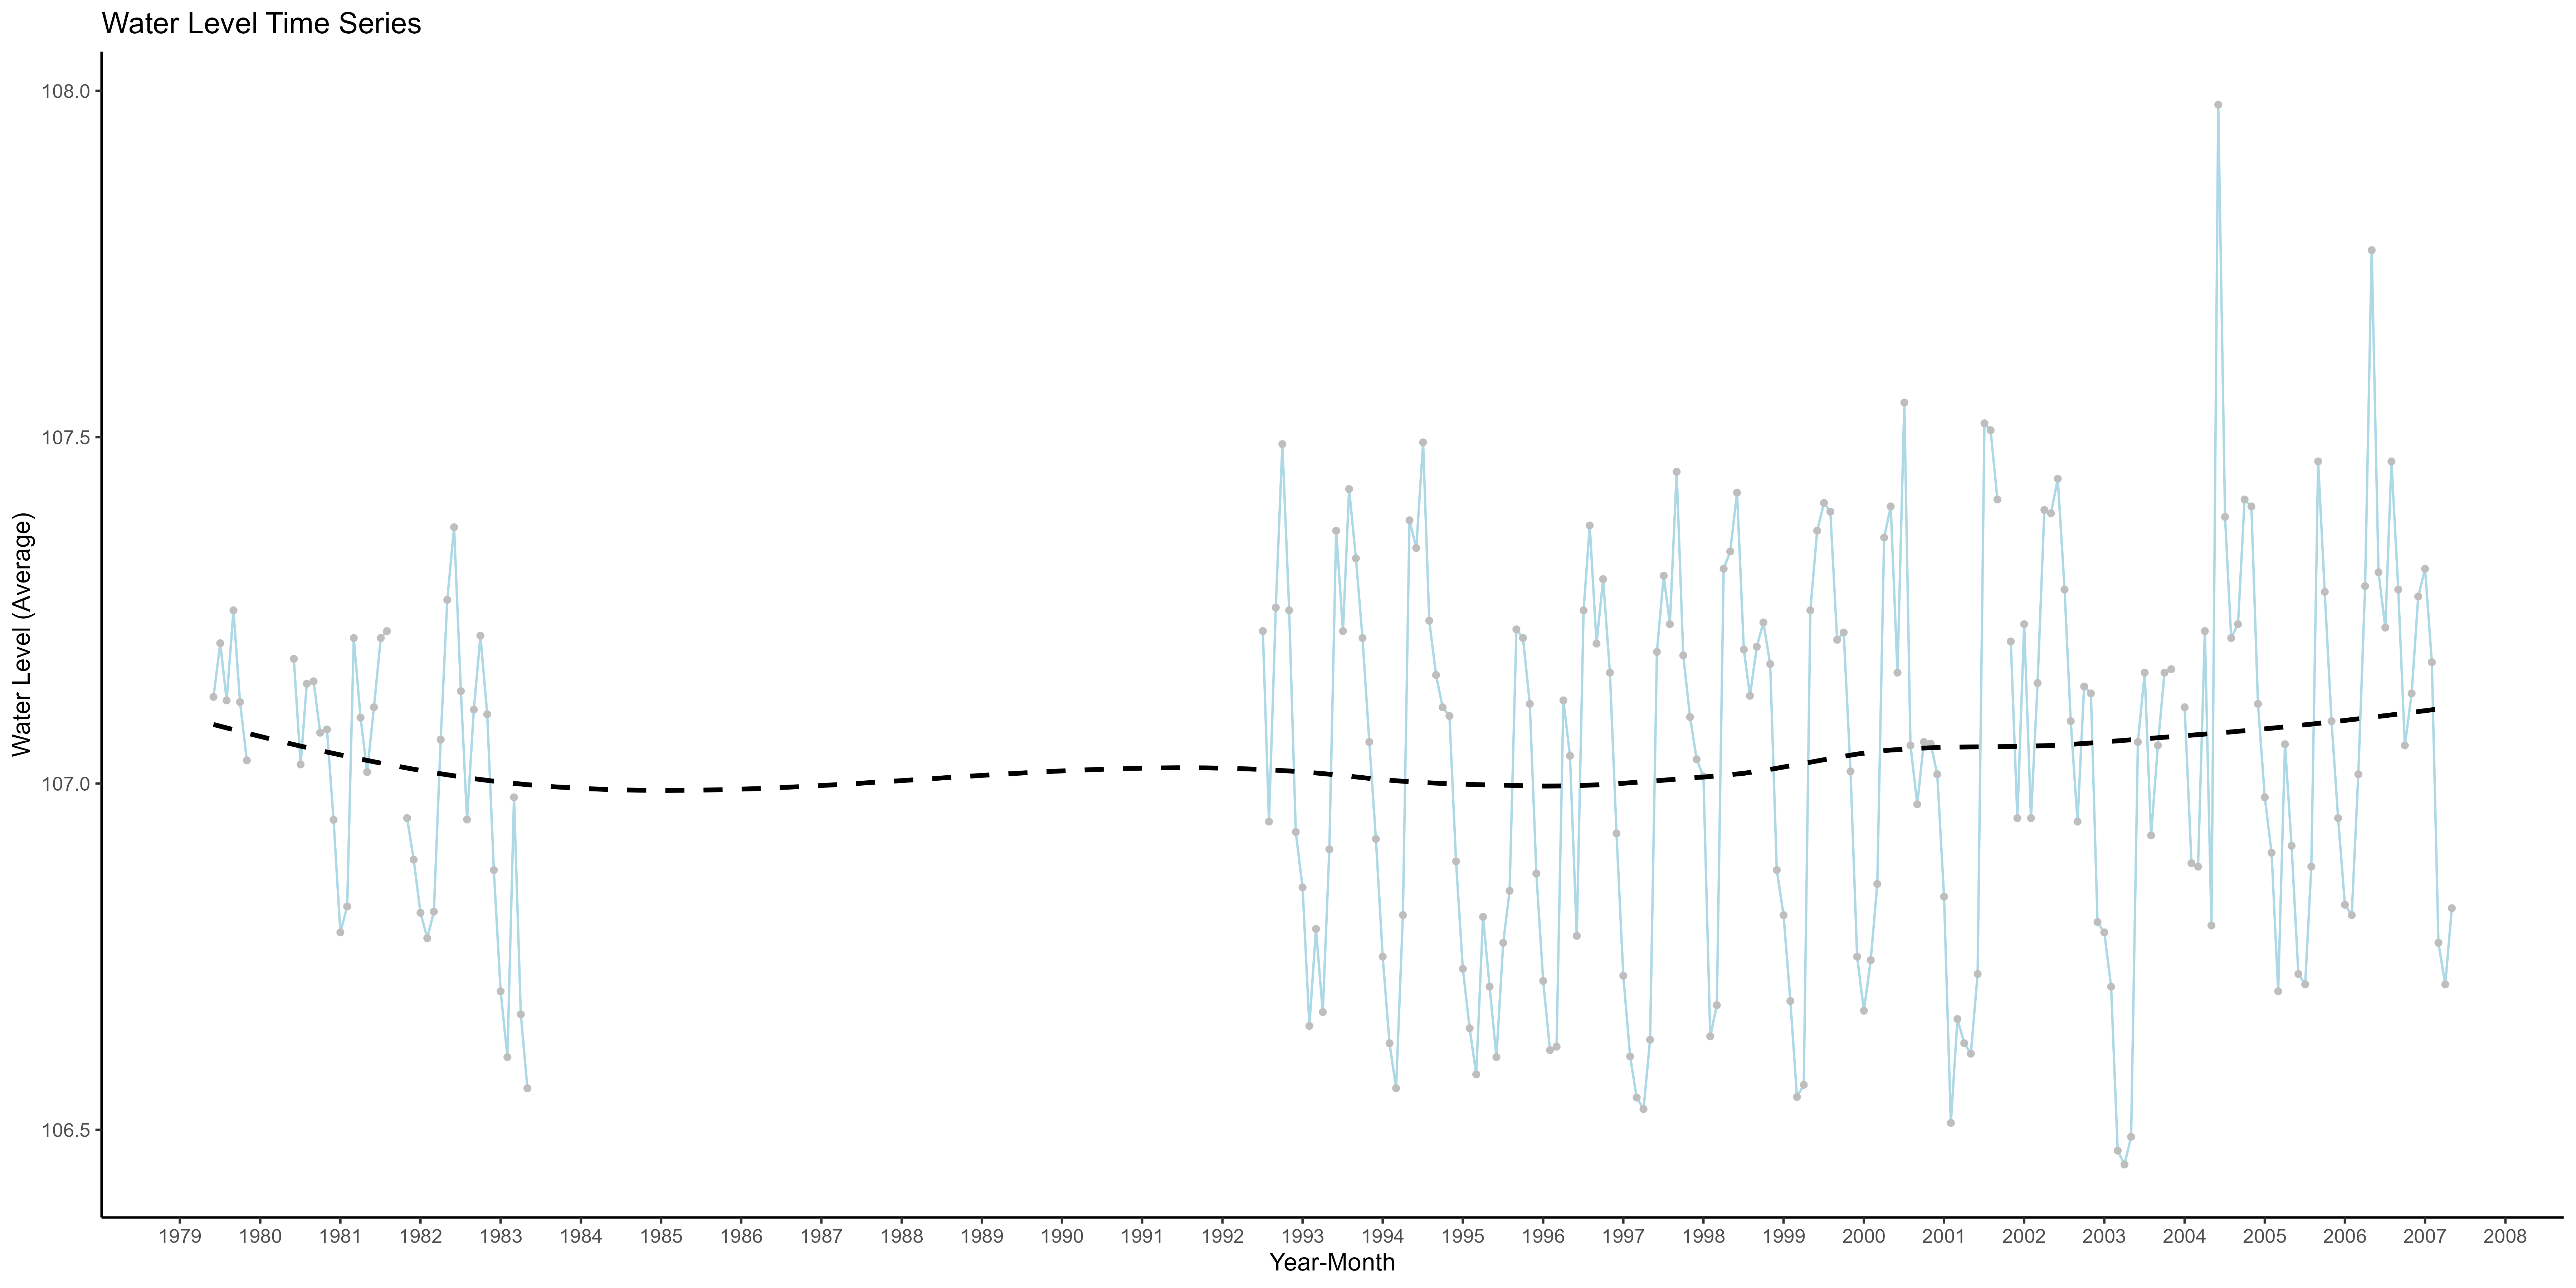 Water Level Time Series
Water Level (Average)
108.0
107.5
107.0
106.5
1979 1980 1981 1982 1983 1984 1985 1986 1987 1988 1989 1990 1991 1992 1993 1994 1995 1996 1997 1998 1999 2000 2001 2002 2003 2004 2005 2006 2007 2008
Year-Month